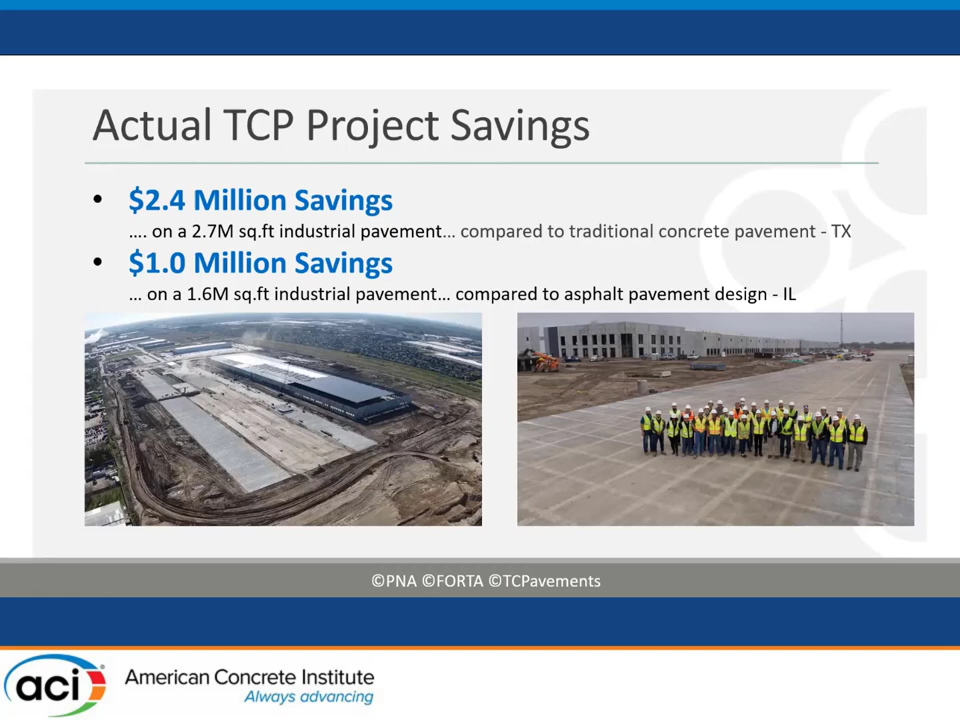 Actual TCP Project Savings
• $2.4 Million Savings
.... on a 2.7M sq.ft industrial pavement... compared to traditional concrete pavement - TX
• $1.0 Million Savings
... on a 1.6M sq.ft industrial pavement... compared to asphalt pavement design - IL
©PNA ©FORTA ©TCPavements
aci®
American Concrete Institute
Always advancing